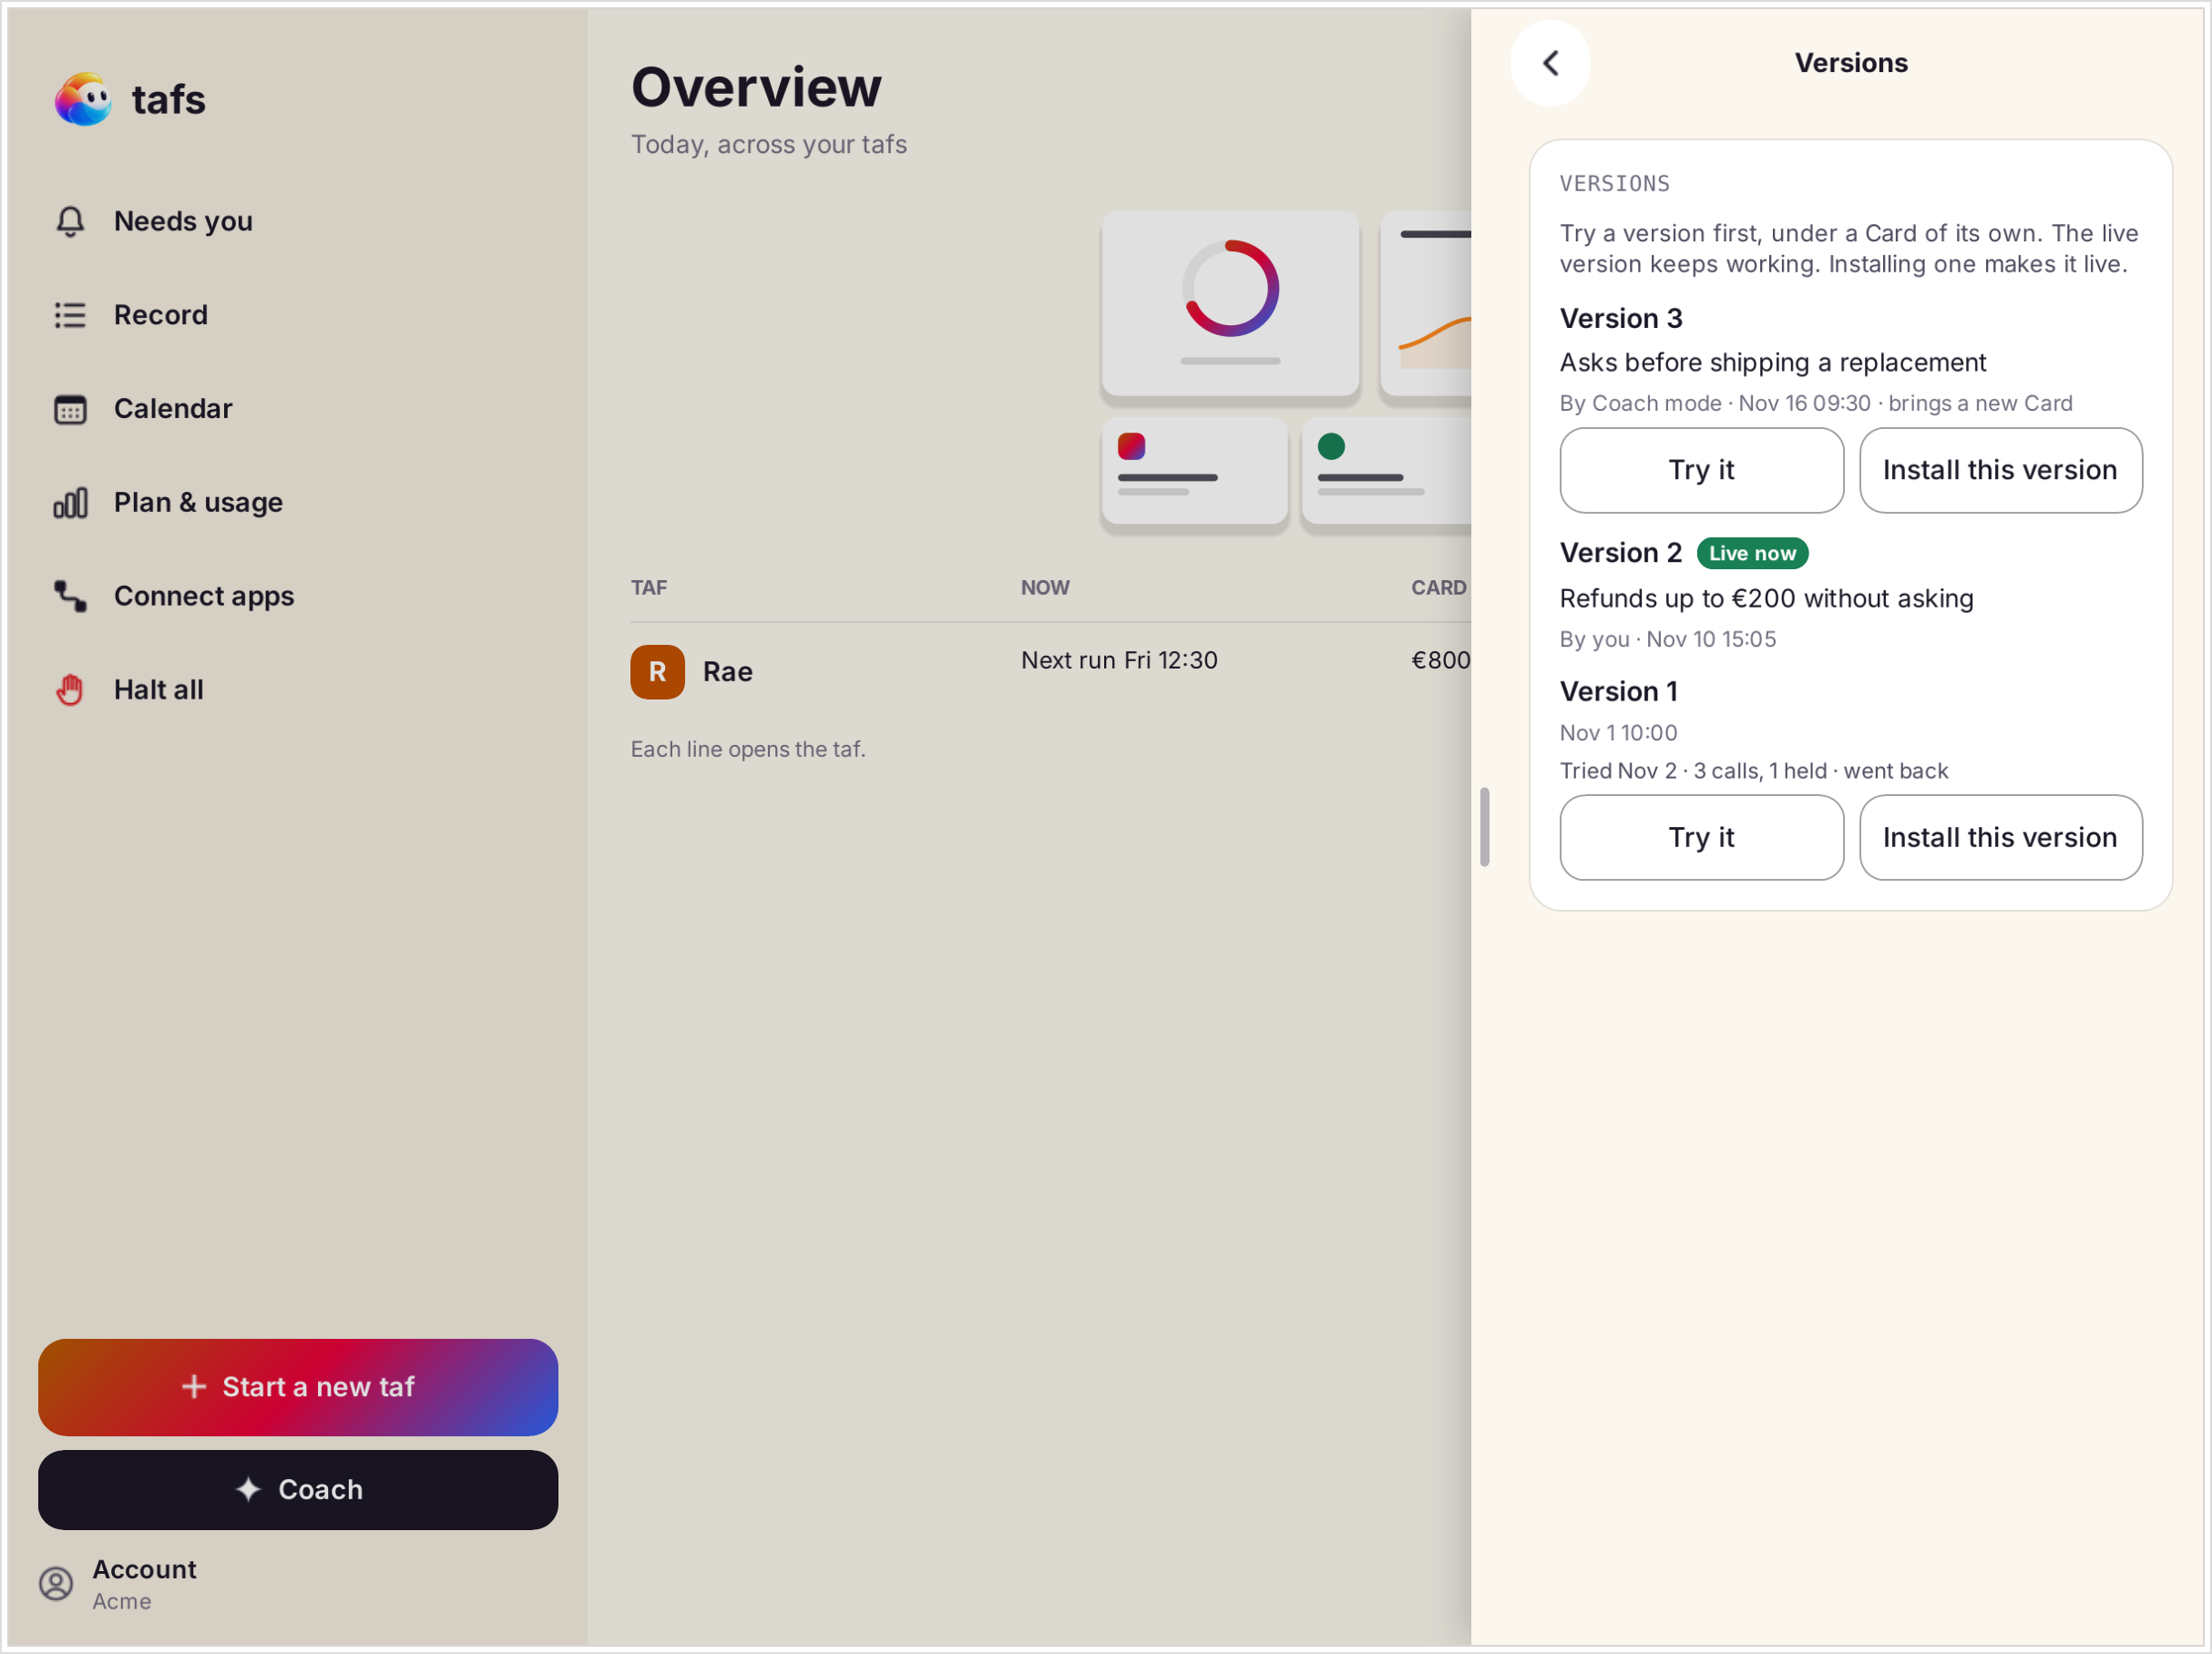 tafs
Needs you
Record
Calendar
Plan & usage
Connect apps
Halt all
Start a new taf
Coach
Account
Acme
Overview
Today, across your tafs
TAF NOW CARD
R Rae Next run Fri 12:30 €800
Each line opens the taf.
Versions
VERSIONS
Try a version first, under a Card of its own. The live
version keeps working. Installing one makes it live.
Version 3
Asks before shipping a replacement
By Coach mode · Nov 16 09:30 · brings a new Card
Try it Install this version
Version 2 Live now
Refunds up to €200 without asking
By you · Nov 10 15:05
Version 1
Nov 1 10:00
Tried Nov 2 · 3 calls, 1 held · went back
Try it Install this version